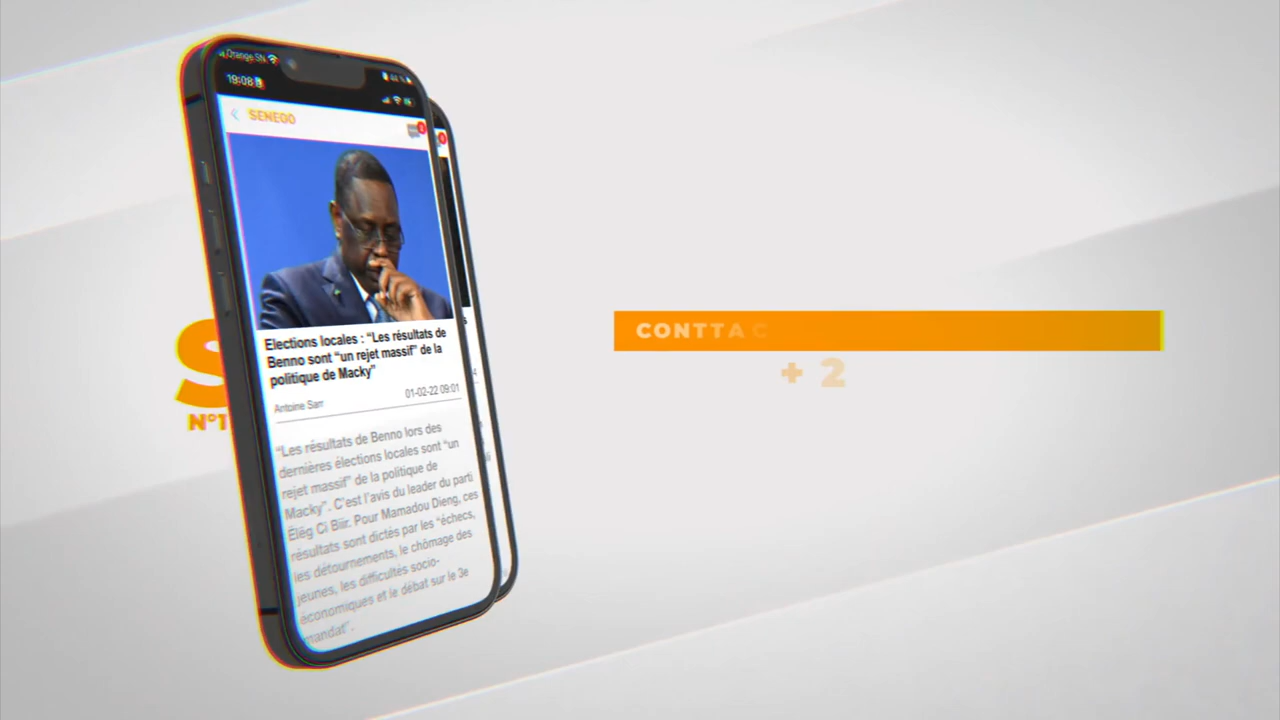 Orange SN
19:08
SENEGO
Elections locales : “Les résultats de
Benno sont “un rejet massif” de la
politique de Macky”
Antoine Sarr
01-02-22 09:01
“Les résultats de Benno lors des
dernières élections locales sont “un
rejet massif” de la politique de
Macky”. C’est l’avis du leader du parti
Elëg Ci Biir. Pour Mamadou Dieng, ces
résultats sont dictés par les “échecs,
les détournements, le chômage des
jeunes, les difficultés socio-
économiques et le débat sur le 3e
mandat”.
S
N°1
CONTTAC
+ 2